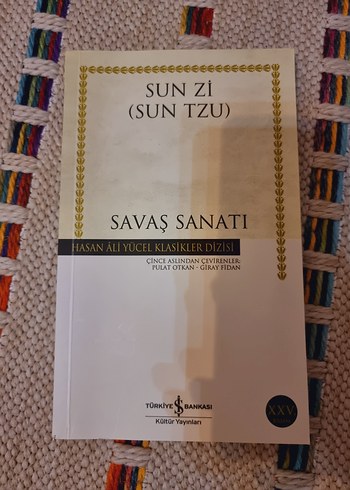 SUN Zİ
(SUN TZU)
SAVAŞ SANATI
HASAN ÂLİ YÜCEL KLASİKLER DİZİSİ
ÇİNCE ASLINDAN ÇEVİRENLER:
PULAT OTKAN - GİRAY FİDAN
TÜRKİYE İŞ BANKASI
Kültür Yayınları
XXV